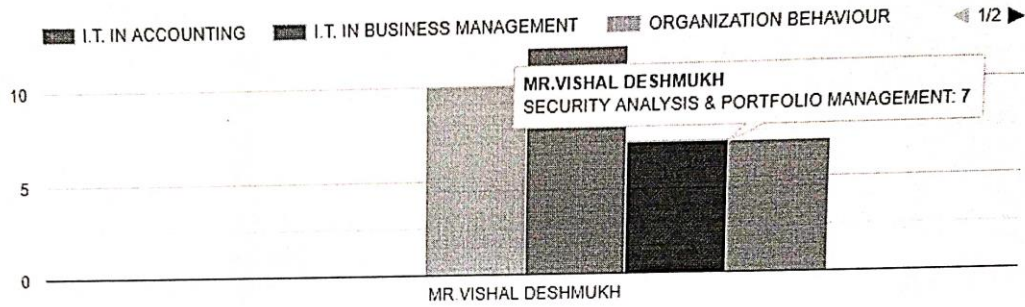 I.T. IN ACCOUNTING I.T. IN BUSINESS MANAGEMENT ORGANIZATION BEHAVIOUR 1/2
10
MR.VISHAL DESHMUKH
SECURITY ANALYSIS & PORTFOLIO MANAGEMENT: 7
5
0
MR.VISHAL DESHMUKH